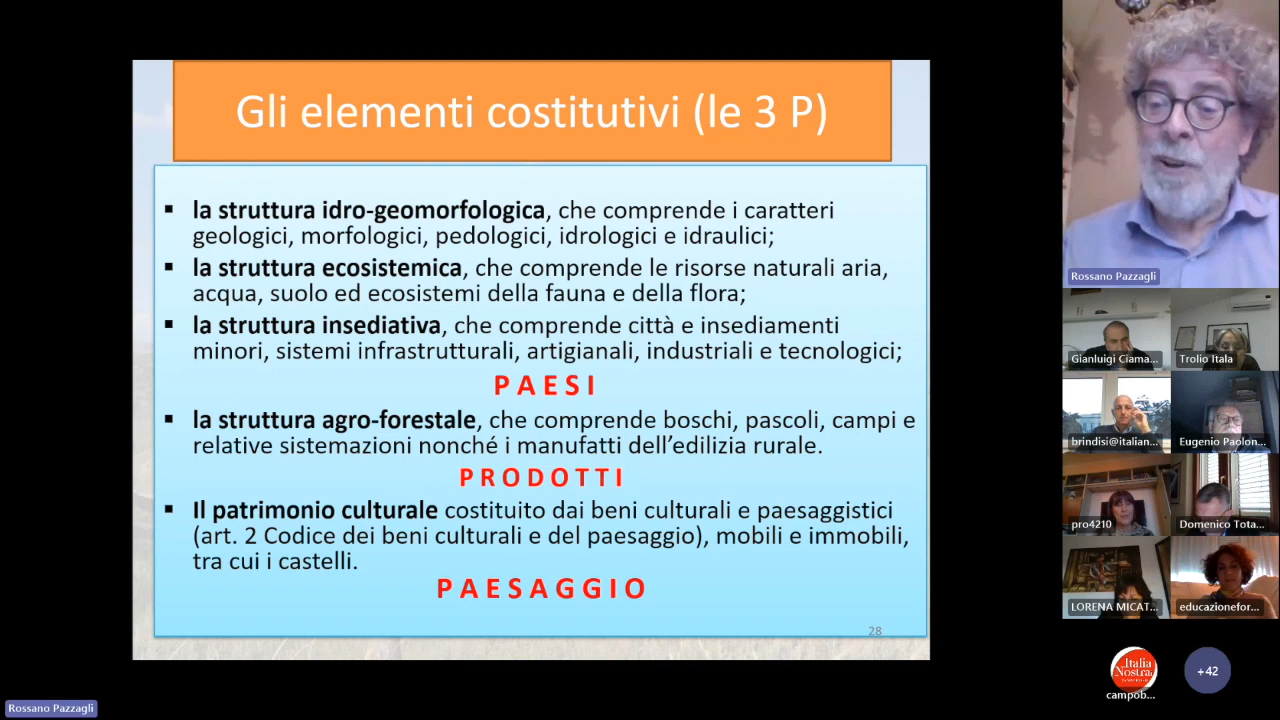 Gli elementi costitutivi (le 3 P)
▪ la struttura idro-geomorfologica, che comprende i caratteri
geologici, morfologici, pedologici, idrologici e idraulici;
▪ la struttura ecosistemica, che comprende le risorse naturali aria,
acqua, suolo ed ecosistemi della fauna e della flora;
▪ la struttura insediativa, che comprende città e insediamenti
minori, sistemi infrastrutturali, artigianali, industriali e tecnologici;
PAESI
▪ la struttura agro-forestale, che comprende boschi, pascoli, campi e
relative sistemazioni nonché i manufatti dell’edilizia rurale.
PRODOTTI
▪ Il patrimonio culturale costituito dai beni culturali e paesaggistici
(art. 2 Codice dei beni culturali e del paesaggio), mobili e immobili,
tra cui i castelli.
PAESAGGIO
28
Rossano Pazzagli
Rossano Pazzagli
Gianluigi Ciama...
Trolio Itala
brindisi@italian...
Eugenio Paolon...
pro4210
Domenico Tota...
LORENA MICAT...
educazionefor...
Italia
Nostra
campob...
+42